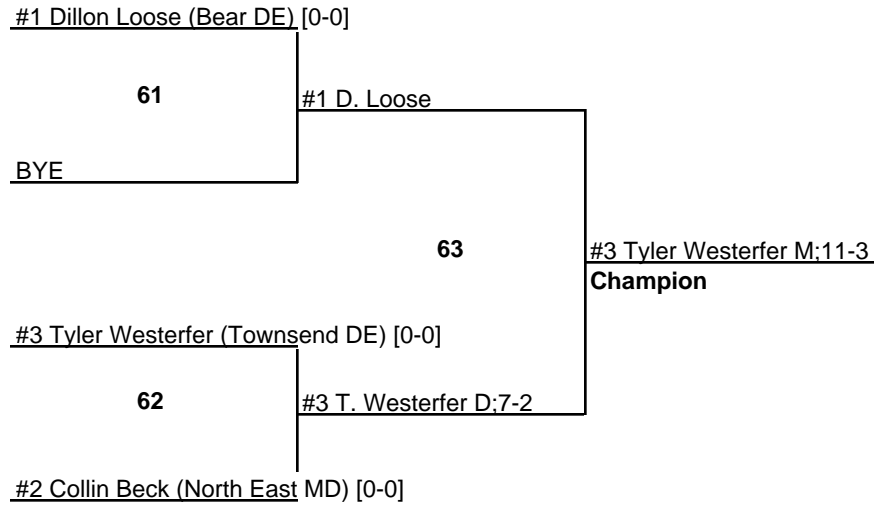 #1 Dillon Loose (Bear DE) [0-0]
61
#1 D. Loose
BYE
63
#3 Tyler Westerfer M;11-3
Champion
#3 Tyler Westerfer (Townsend DE) [0-0]
62
#3 T. Westerfer D;7-2
#2 Collin Beck (North East MD) [0-0]